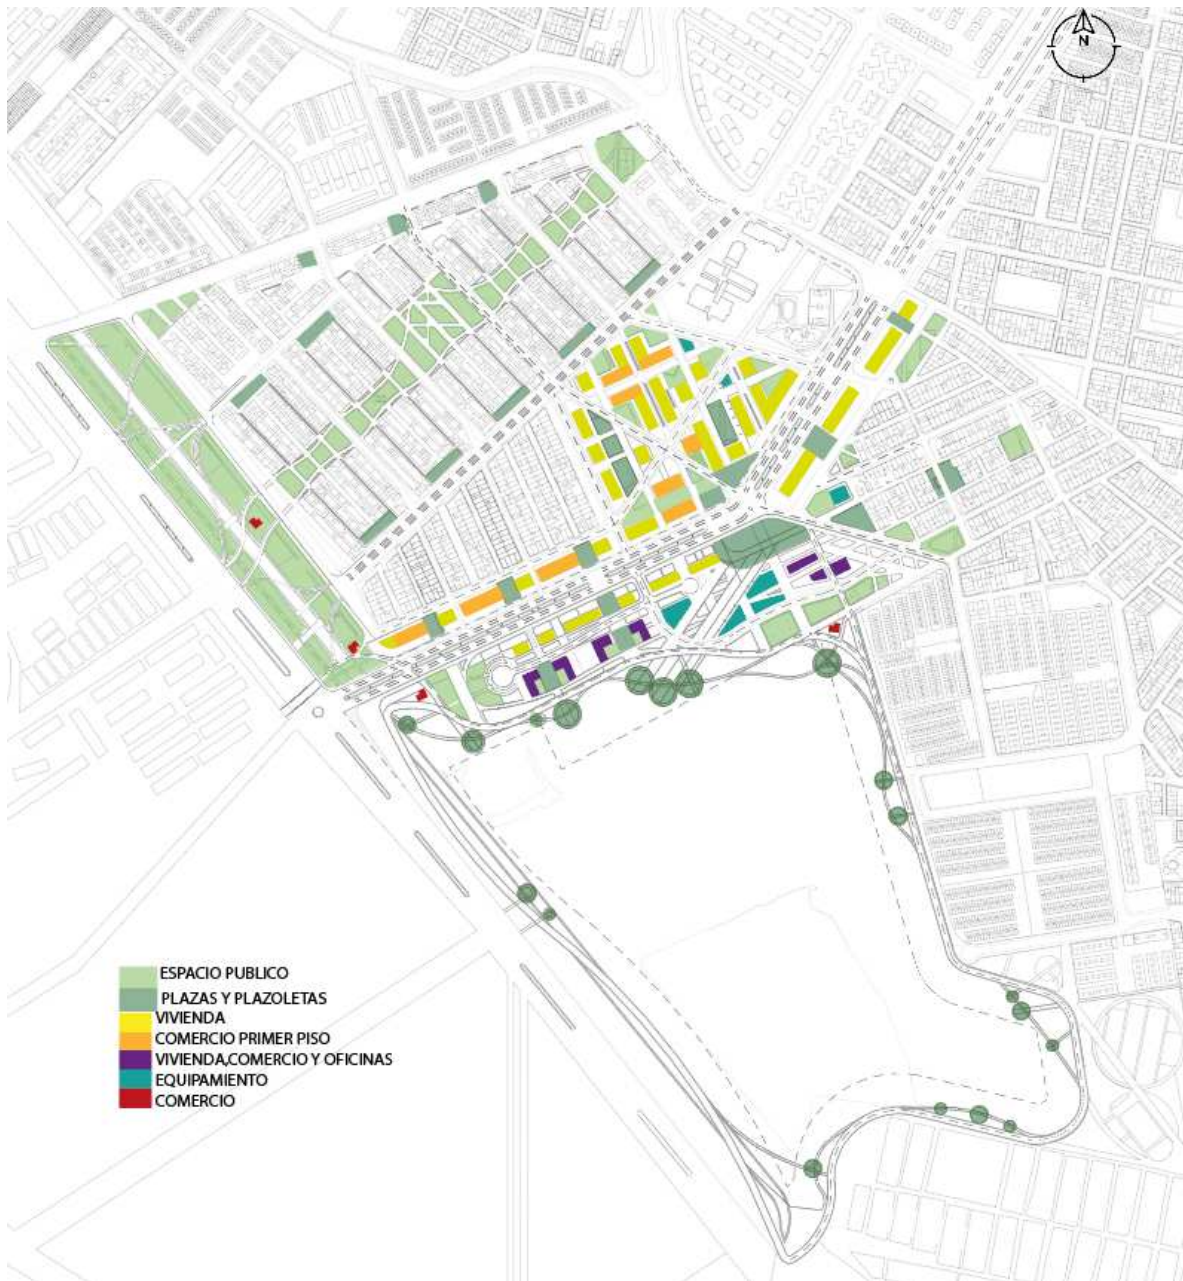 N
ESPACIO PUBLICO
PLAZAS Y PLAZOLETAS
VIVIENDA
COMERCIO PRIMER PISO
VIVIENDA,COMERCIO Y OFICINAS
EQUIPAMIENTO
COMERCIO